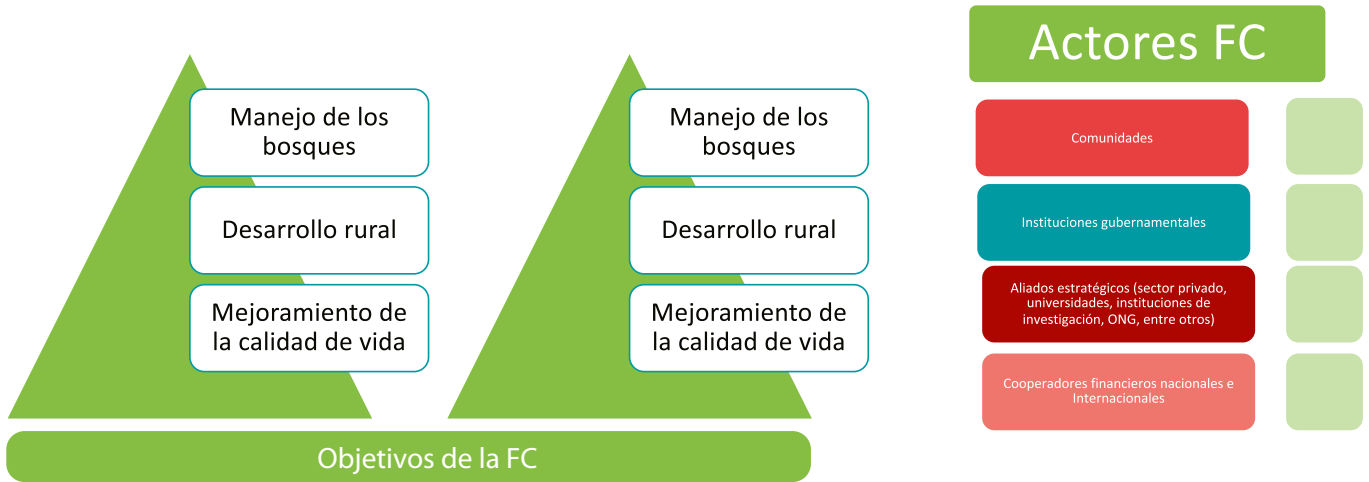 Manejo de los
bosques
Desarrollo rural
Mejoramiento de
la calidad de vida
Manejo de los
bosques
Desarrollo rural
Mejoramiento de
la calidad de vida
Objetivos de la FC
Actores FC
Comunidades
Instituciones gubernamentales
Aliados estratégicos (sector privado,
universidades, instituciones de
investigación, ONG, entre otros)
Cooperadores financieros nacionales e
Internacionales